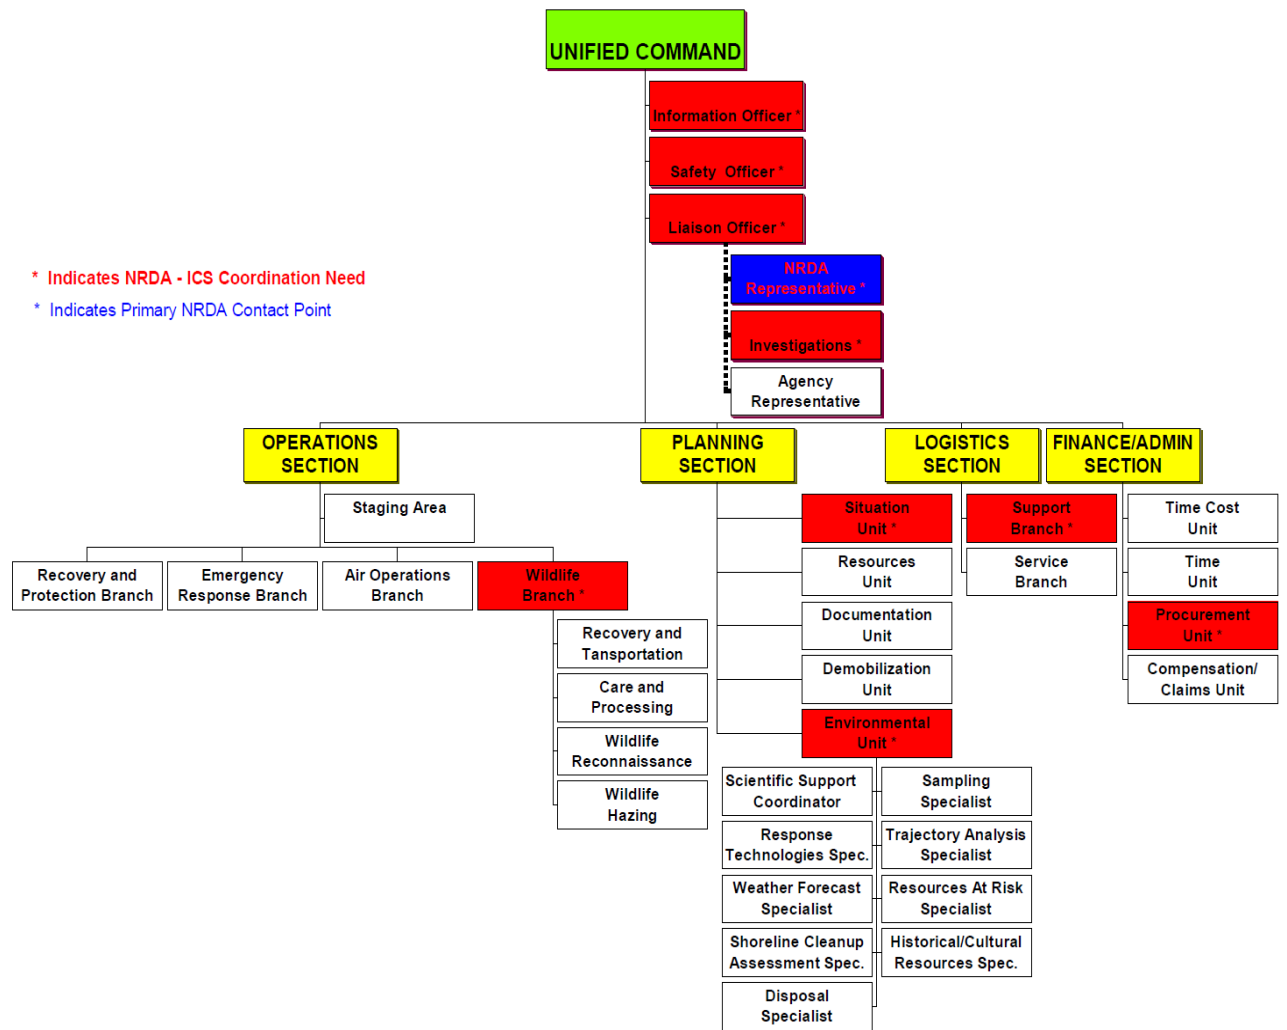 UNIFIED COMMAND
Information Officer *
Safety Officer *
Liaison Officer *
NRDA
Representative *
Investigations *
Agency
Representative
* Indicates NRDA - ICS Coordination Need
* Indicates Primary NRDA Contact Point
OPERATIONS
SECTION
PLANNING
SECTION
LOGISTICS
SECTION
FINANCE/ADMIN
SECTION
Staging Area
Recovery and
Protection Branch
Emergency
Response Branch
Air Operations
Branch
Wildlife
Branch *
Recovery and
Tansportation
Care and
Processing
Wildlife
Reconnaissance
Wildlife
Hazing
Situation
Unit *
Resources
Unit
Documentation
Unit
Demobilization
Unit
Environmental
Unit *
Scientific Support
Coordinator
Sampling
Specialist
Response
Technologies Spec.
Trajectory Analysis
Specialist
Weather Forecast
Specialist
Resources At Risk
Specialist
Shoreline Cleanup
Assessment Spec.
Historical/Cultural
Resources Spec.
Disposal
Specialist
Support
Branch *
Service
Branch
Time Cost
Unit
Time
Unit
Procurement
Unit *
Compensation/
Claims Unit